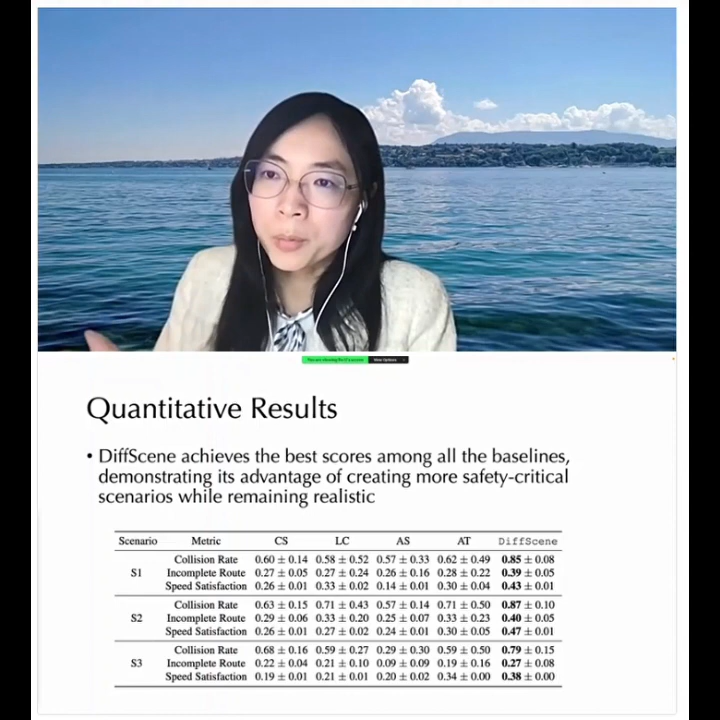 Quantitative Results
• DiffScene achieves the best scores among all the baselines,
demonstrating its advantage of creating more safety-critical
scenarios while remaining realistic
Scenario Metric CS LC AS AT DiffScene
Collision Rate 0.60 ± 0.14 0.58 ± 0.52 0.57 ± 0.33 0.62 ± 0.49 0.85 ± 0.08
S1 Incomplete Route 0.27 ± 0.05 0.27 ± 0.24 0.26 ± 0.16 0.28 ± 0.22 0.39 ± 0.05
Speed Satisfaction 0.26 ± 0.01 0.33 ± 0.02 0.14 ± 0.01 0.30 ± 0.04 0.43 ± 0.01
Collision Rate 0.63 ± 0.15 0.71 ± 0.43 0.57 ± 0.14 0.71 ± 0.50 0.87 ± 0.10
S2 Incomplete Route 0.29 ± 0.06 0.33 ± 0.20 0.25 ± 0.07 0.33 ± 0.23 0.40 ± 0.05
Speed Satisfaction 0.26 ± 0.01 0.27 ± 0.02 0.24 ± 0.01 0.30 ± 0.05 0.47 ± 0.01
Collision Rate 0.68 ± 0.16 0.59 ± 0.27 0.29 ± 0.30 0.59 ± 0.50 0.79 ± 0.15
S3 Incomplete Route 0.22 ± 0.04 0.21 ± 0.10 0.09 ± 0.09 0.19 ± 0.16 0.27 ± 0.08
Speed Satisfaction 0.19 ± 0.01 0.21 ± 0.01 0.20 ± 0.02 0.34 ± 0.00 0.38 ± 0.00